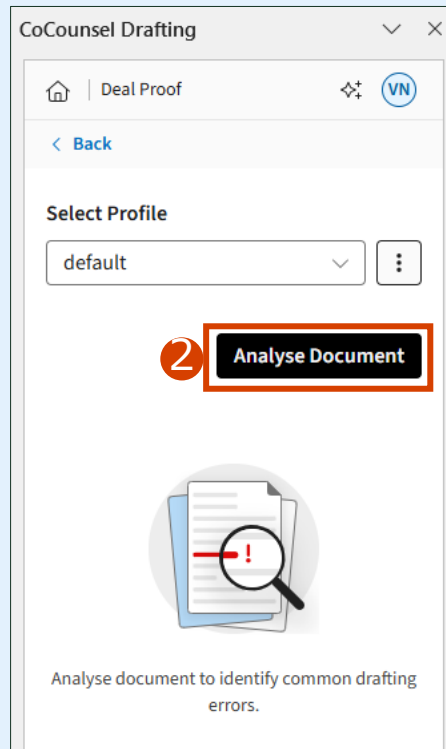 CoCounsel Drafting
Deal Proof
VN
Back
Select Profile
default
2
Analyse Document
!
Analyse document to identify common drafting
errors.